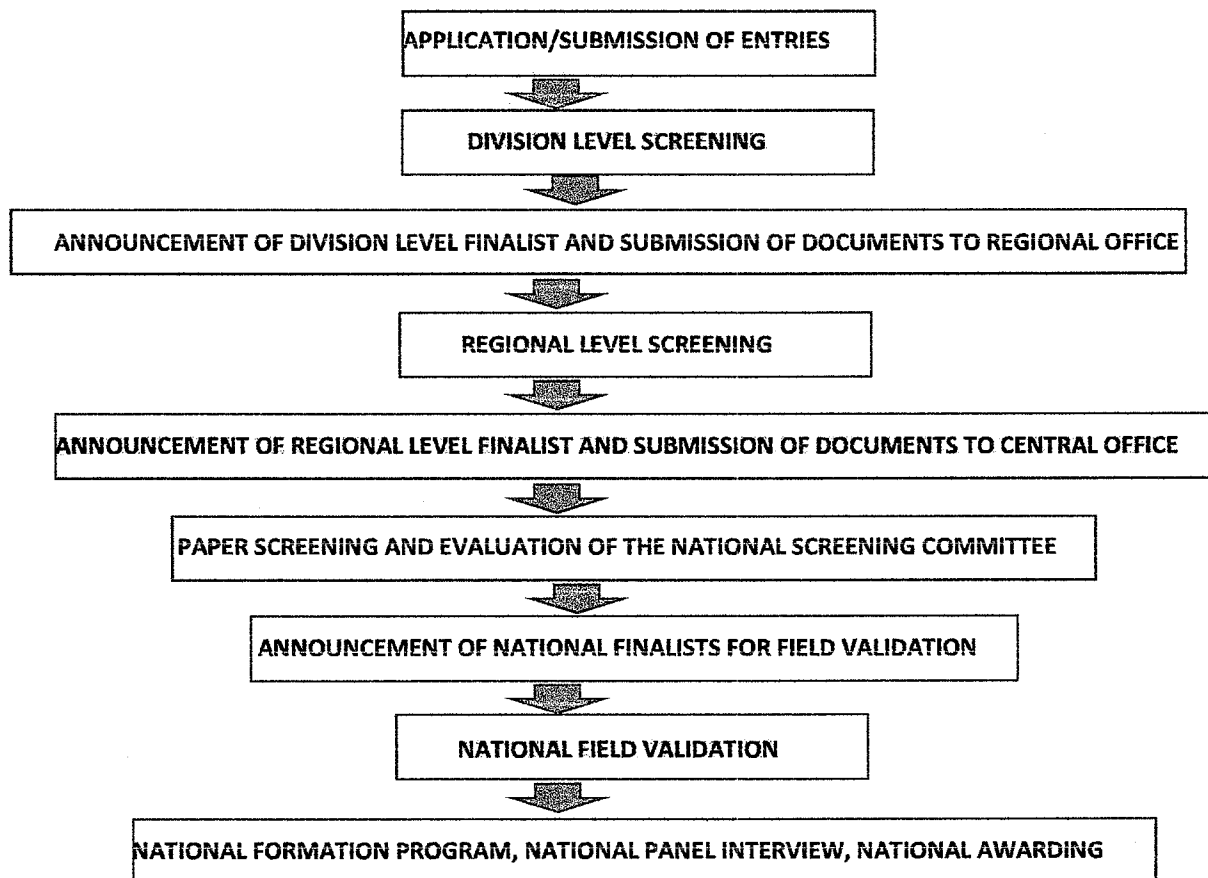 APPLICATION/SUBMISSION OF ENTRIES
DIVISION LEVEL SCREENING
ANNOUNCEMENT OF DIVISION LEVEL FINALIST AND SUBMISSION OF DOCUMENTS TO REGIONAL OFFICE
REGIONAL LEVEL SCREENING
ANNOUNCEMENT OF REGIONAL LEVEL FINALIST AND SUBMISSION OF DOCUMENTS TO CENTRAL OFFICE
PAPER SCREENING AND EVALUATION OF THE NATIONAL SCREENING COMMITTEE
ANNOUNCEMENT OF NATIONAL FINALISTS FOR FIELD VALIDATION
NATIONAL FIELD VALIDATION
NATIONAL FORMATION PROGRAM, NATIONAL PANEL INTERVIEW, NATIONAL AWARDING